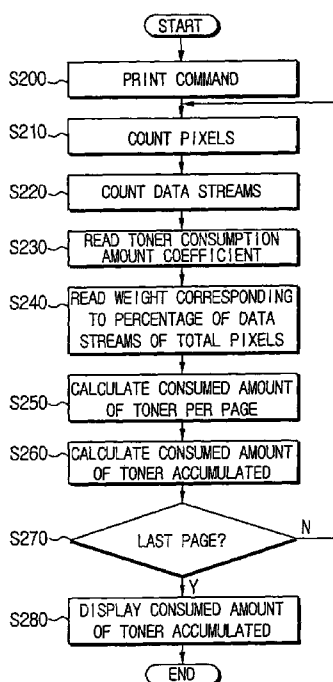 START
S200 PRINT COMMAND
S210 COUNT PIXELS
S220 COUNT DATA STREAMS
S230 READ TONER CONSUMPTION
AMOUNT COEFFICIENT
S240 READ WEIGHT CORRESPONDING
TO PERCENTAGE OF DATA
STREAMS OF TOTAL PIXELS
S250 CALCULATE CONSUMED AMOUNT
OF TONER PER PAGE
S260 CALCULATE CONSUMED AMOUNT
OF TONER ACCUMULATED
S270 LAST PAGE? N
Y
S280 DISPLAY CONSUMED AMOUNT
OF TONER ACCUMULATED
END